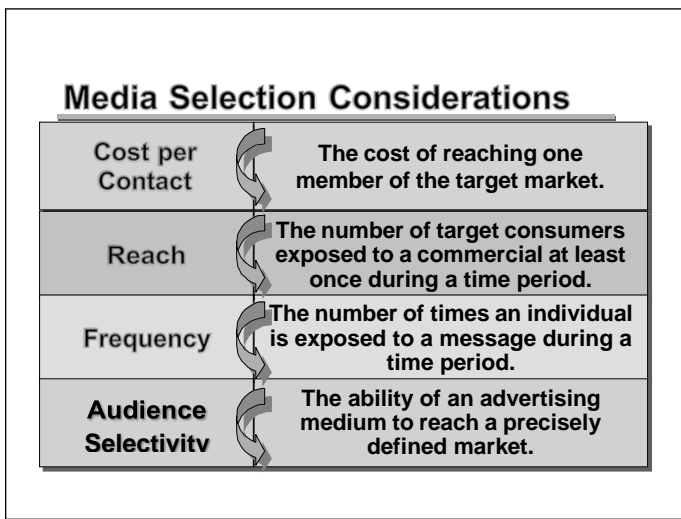 Media Selection Considerations
Cost per
Contact
The cost of reaching one
member of the target market.
Reach
The number of target consumers
exposed to a commercial at least
once during a time period.
Frequency
The number of times an individual
is exposed to a message during a
time period.
Audience
Selectivity
The ability of an advertising
medium to reach a precisely
defined market.